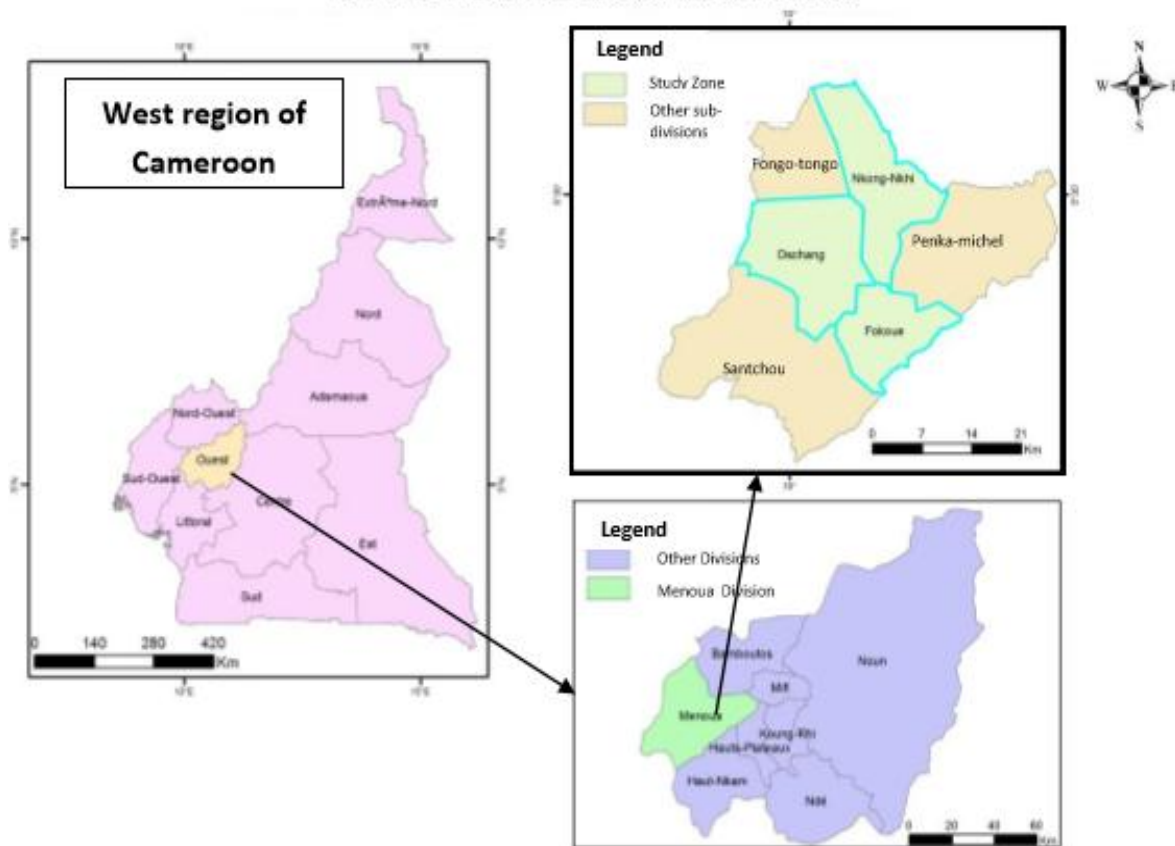 West region of
Cameroon
Extrême-Nord
Nord
Adamaoua
Nord-Ouest
Ouest
Sud-Ouest
Centre
Littoral
Est
Sud
0 140 280 420
Km
Legend
Study Zone
Other sub-
divisions
Fongo-tongo
Nkong-Nkhi
Penka-michel
Dschang
Fokoue
Santchou
0 7 14 21
Km
N
W E
S
Legend
Other Divisions
Menoua Division
Bamboutos
Noun
Mifi
Menoua
Koung-Khi
Hauts-Plateaux
Haut-Nkam
Ndé
0 20 40 60
Km